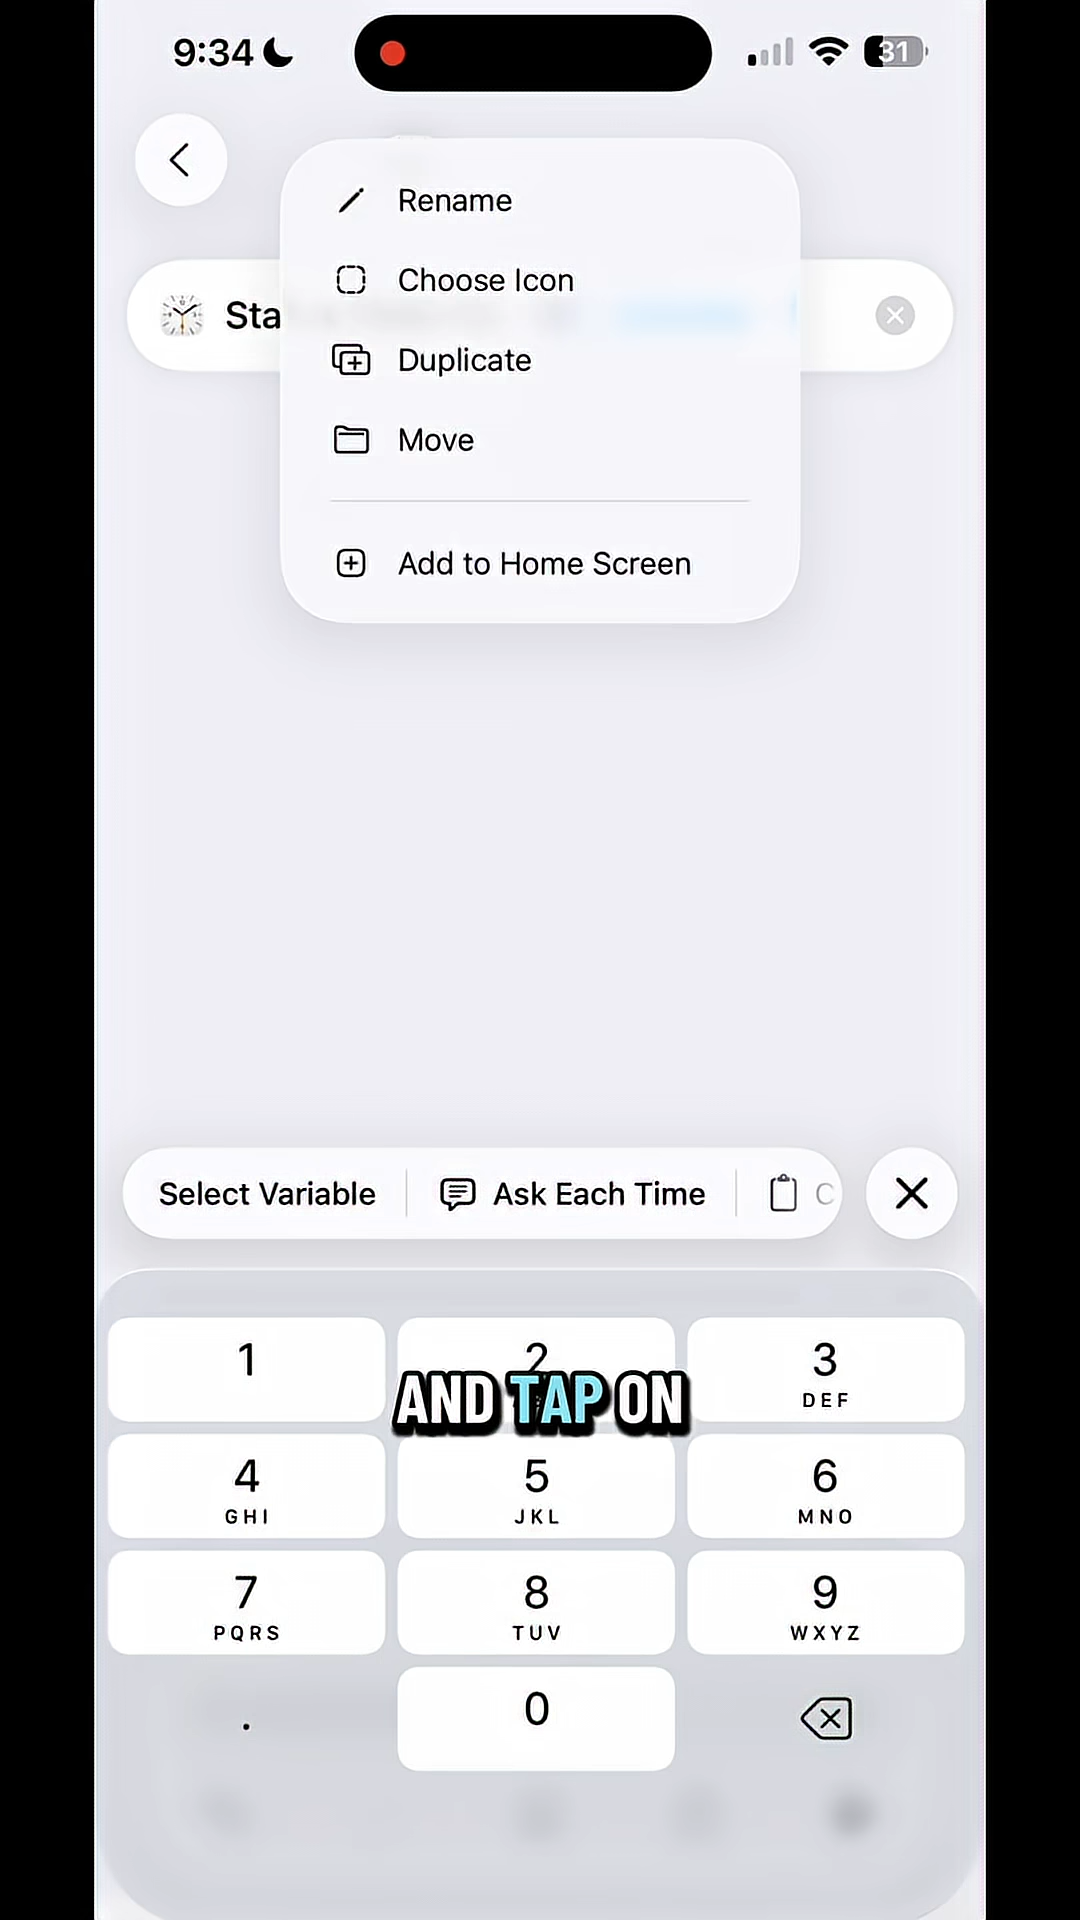 9:34
31
Rename
Choose Icon
Sta
Duplicate
Move
Add to Home Screen
Select Variable
Ask Each Time
C
1
2
3
DEF
AND TAP ON
4
GHI
5
JKL
6
MNO
7
PQRS
8
TUV
9
WXYZ
.
0